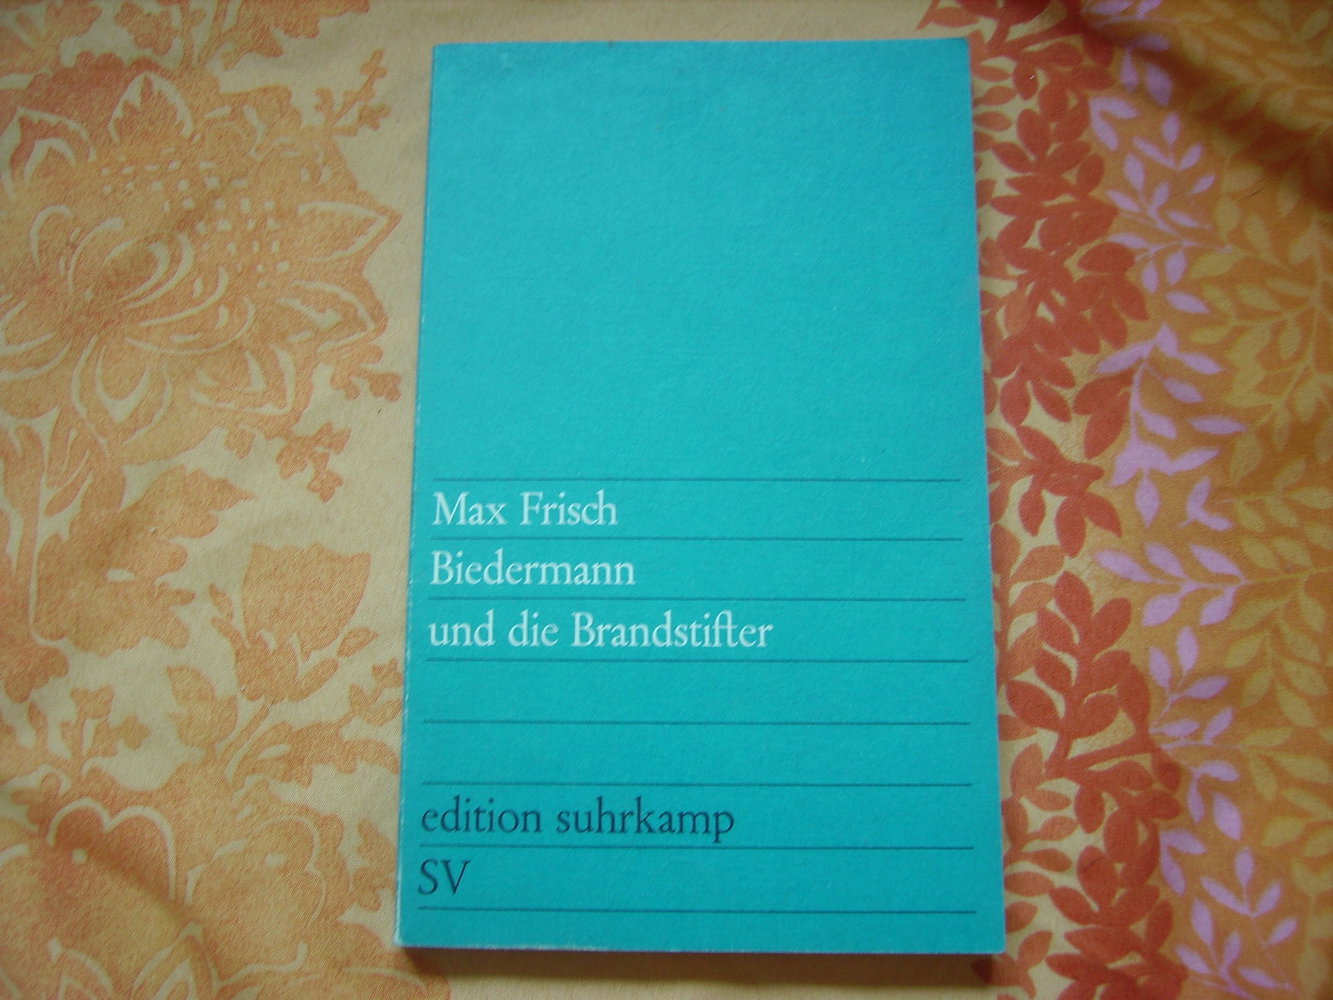 Max Frisch
Biedermann
und die Brandstifter
edition suhrkamp
SV